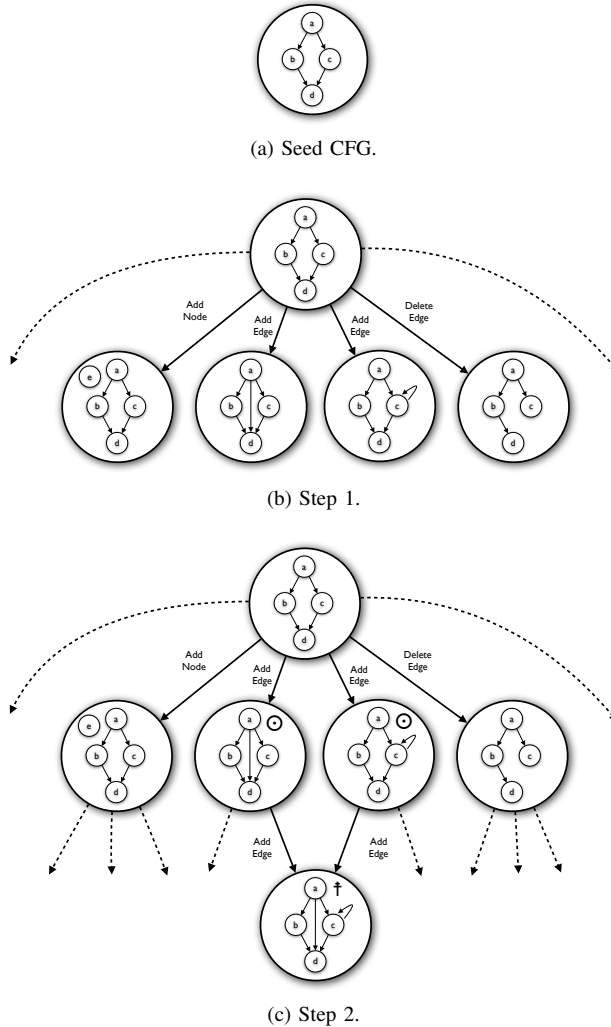 a
b c
d
(a) Seed CFG.
a
b c
d
Add
Node
Add
Edge
Add
Edge
Delete
Edge
e a
b c
d
a
b c
d
a
b c
d
a
b c
d
(b) Step 1.
a
b c
d
Add
Node
Add
Edge
Add
Edge
Delete
Edge
e a
b c
d
a ⊙
b c
d
a ⊙
b c
d
a
b c
d
Add
Edge
Add
Edge
a †
b c
d
(c) Step 2.